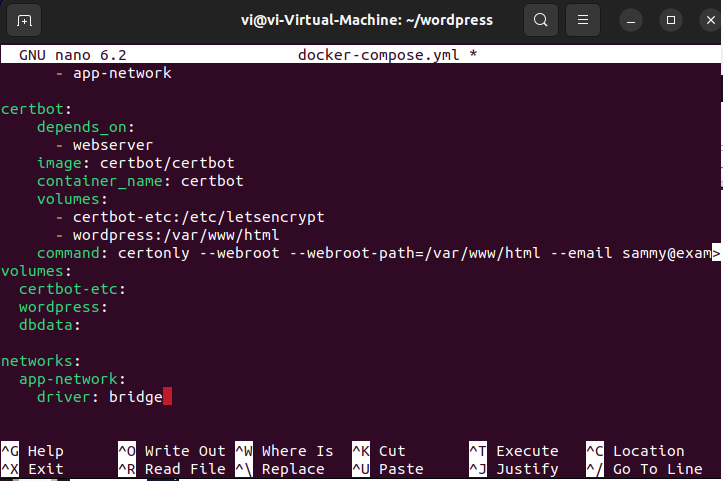 vi@vi-Virtual-Machine: ~/wordpress
GNU nano 6.2 docker-compose.yml *
      - app-network

certbot:
    depends_on:
      - webserver
    image: certbot/certbot
    container_name: certbot
    volumes:
      - certbot-etc:/etc/letsencrypt
      - wordpress:/var/www/html
    command: certonly --webroot --webroot-path=/var/www/html --email sammy@exam>
volumes:
  certbot-etc:
  wordpress:
  dbdata:

networks:
  app-network:
    driver: bridge

^G Help ^O Write Out ^W Where Is ^K Cut ^T Execute ^C Location
^X Exit ^R Read File ^\ Replace ^U Paste ^J Justify ^/ Go To Line